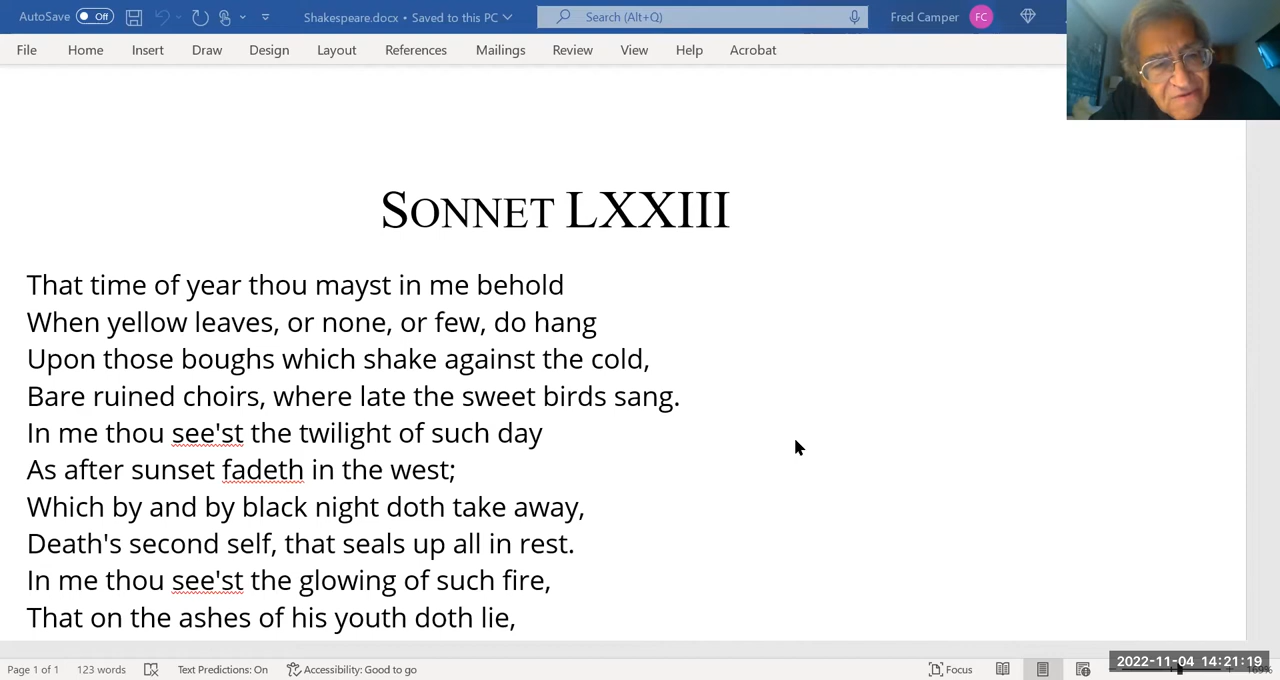 AutoSave Off Shakespeare.docx • Saved to this PC Search (Alt+Q) Fred Camper FC
File Home Insert Draw Design Layout References Mailings Review View Help Acrobat
SONNET LXXIII
That time of year thou mayst in me behold
When yellow leaves, or none, or few, do hang
Upon those boughs which shake against the cold,
Bare ruined choirs, where late the sweet birds sang.
In me thou see'st the twilight of such day
As after sunset fadeth in the west;
Which by and by black night doth take away,
Death's second self, that seals up all in rest.
In me thou see'st the glowing of such fire,
That on the ashes of his youth doth lie,
Page 1 of 1 123 words Text Predictions: On Accessibility: Good to go Focus 169%
2022-11-04 14:21:19